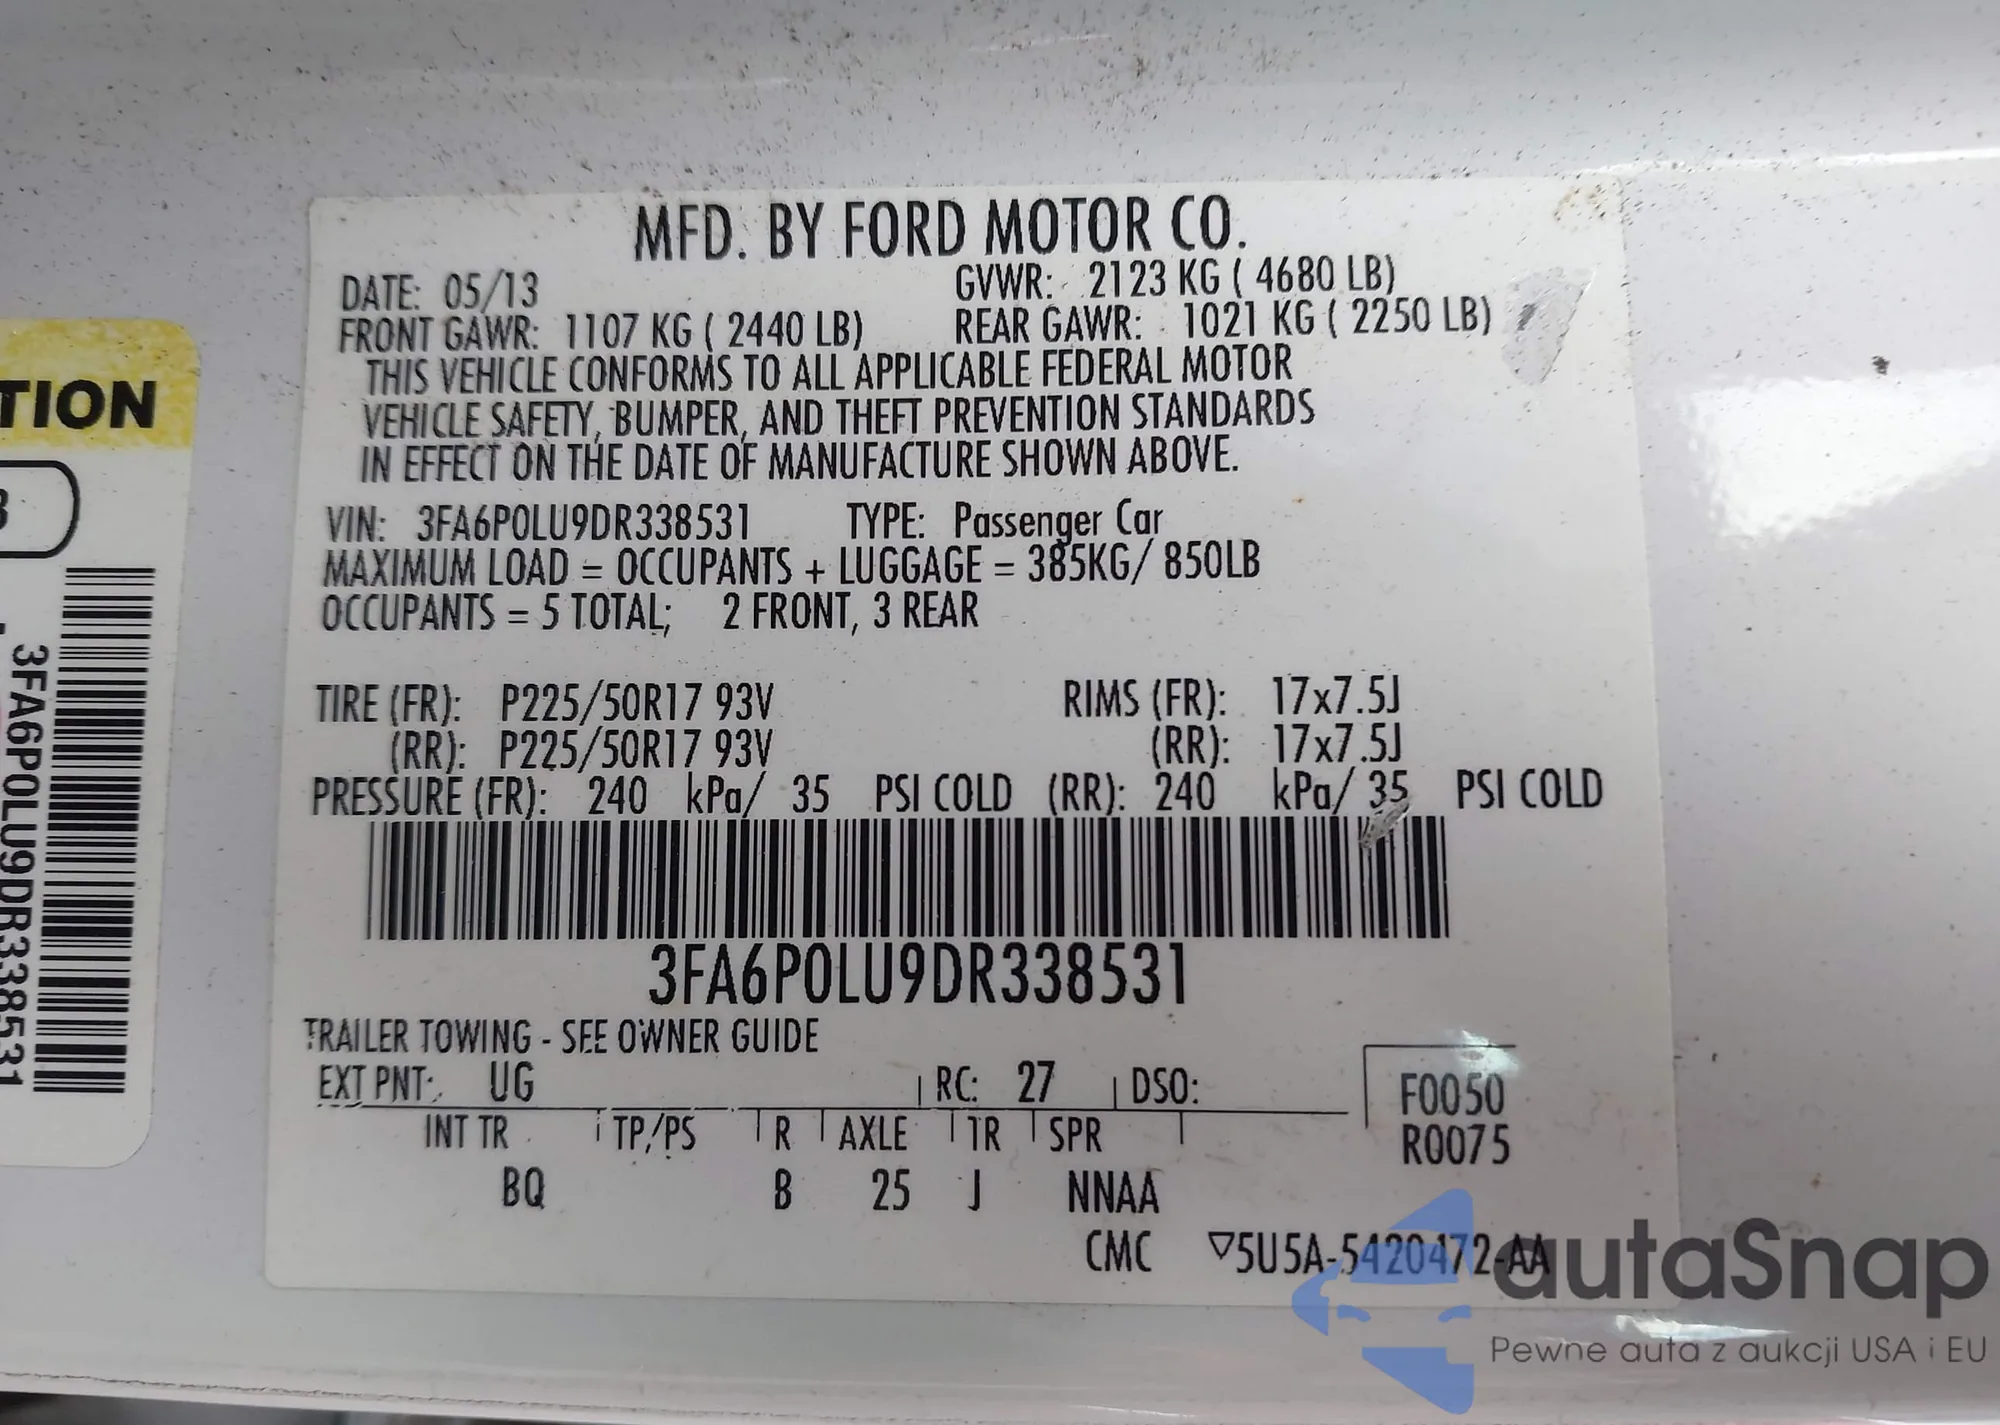 MFD. BY FORD MOTOR CO.
DATE: 05/13 GVWR: 2123 KG ( 4680 LB)
FRONT GAWR: 1107 KG ( 2440 LB) REAR GAWR: 1021 KG ( 2250 LB)
THIS VEHICLE CONFORMS TO ALL APPLICABLE FEDERAL MOTOR
VEHICLE SAFETY, BUMPER, AND THEFT PREVENTION STANDARDS
IN EFFECT ON THE DATE OF MANUFACTURE SHOWN ABOVE.
VIN: 3FA6P0LU9DR338531 TYPE: Passenger Car
MAXIMUM LOAD = OCCUPANTS + LUGGAGE = 385KG/ 850LB
OCCUPANTS = 5 TOTAL; 2 FRONT, 3 REAR
TIRE (FR): P225/50R17 93V RIMS (FR): 17x7.5J
(RR): P225/50R17 93V (RR): 17x7.5J
PRESSURE (FR): 240 kPa/ 35 PSI COLD (RR): 240 kPa/ 35 PSI COLD
3FA6P0LU9DR338531
TRAILER TOWING - SEE OWNER GUIDE
EXT PNT: UG RC: 27 DSO: F0050
INT TR TP/PS R AXLE TR SPR R0075
BQ B 25 J NNAA
CMC ▽5U5A-5420472-AA
TION
3FA6P0LU9DR338531
autaSnap
Pewne auta z aukcji USA i EU